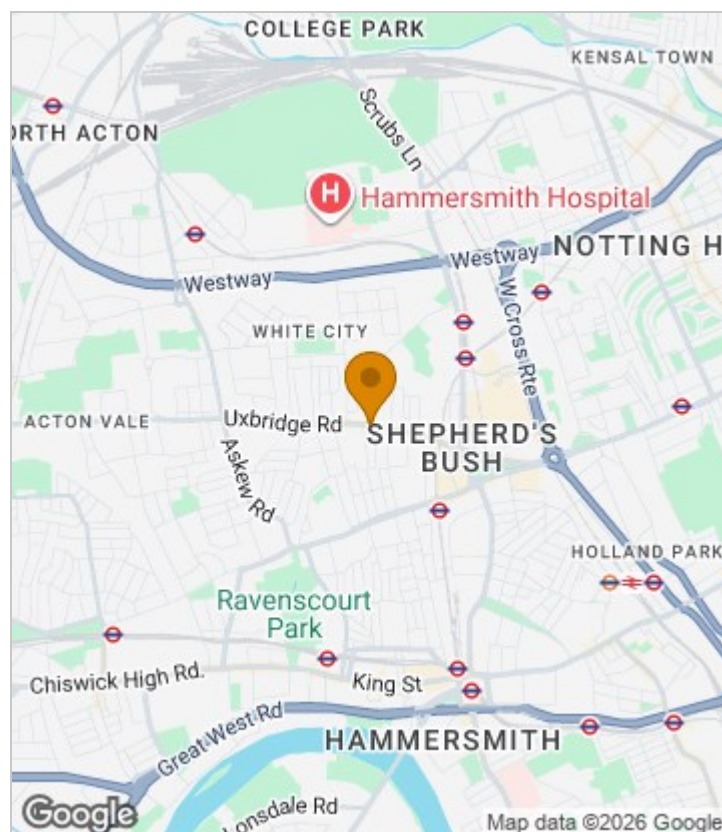 COLLEGE PARK
KENSAL TOWN
ORTH ACTON
Scrubs Ln
H
Hammersmith Hospital
Westway
NOTTING H
Westway
W Cross Rte
WHITE CITY
ACTON VALE
Uxbridge Rd
SHEPHERD'S
BUSH
Askew Rd
HOLLAND PARK
Ravenscourt
Park
Chiswick High Rd.
King St
Great West Rd
HAMMERSMITH
Lonsdale Rd
Google
Map data ©2026 Google